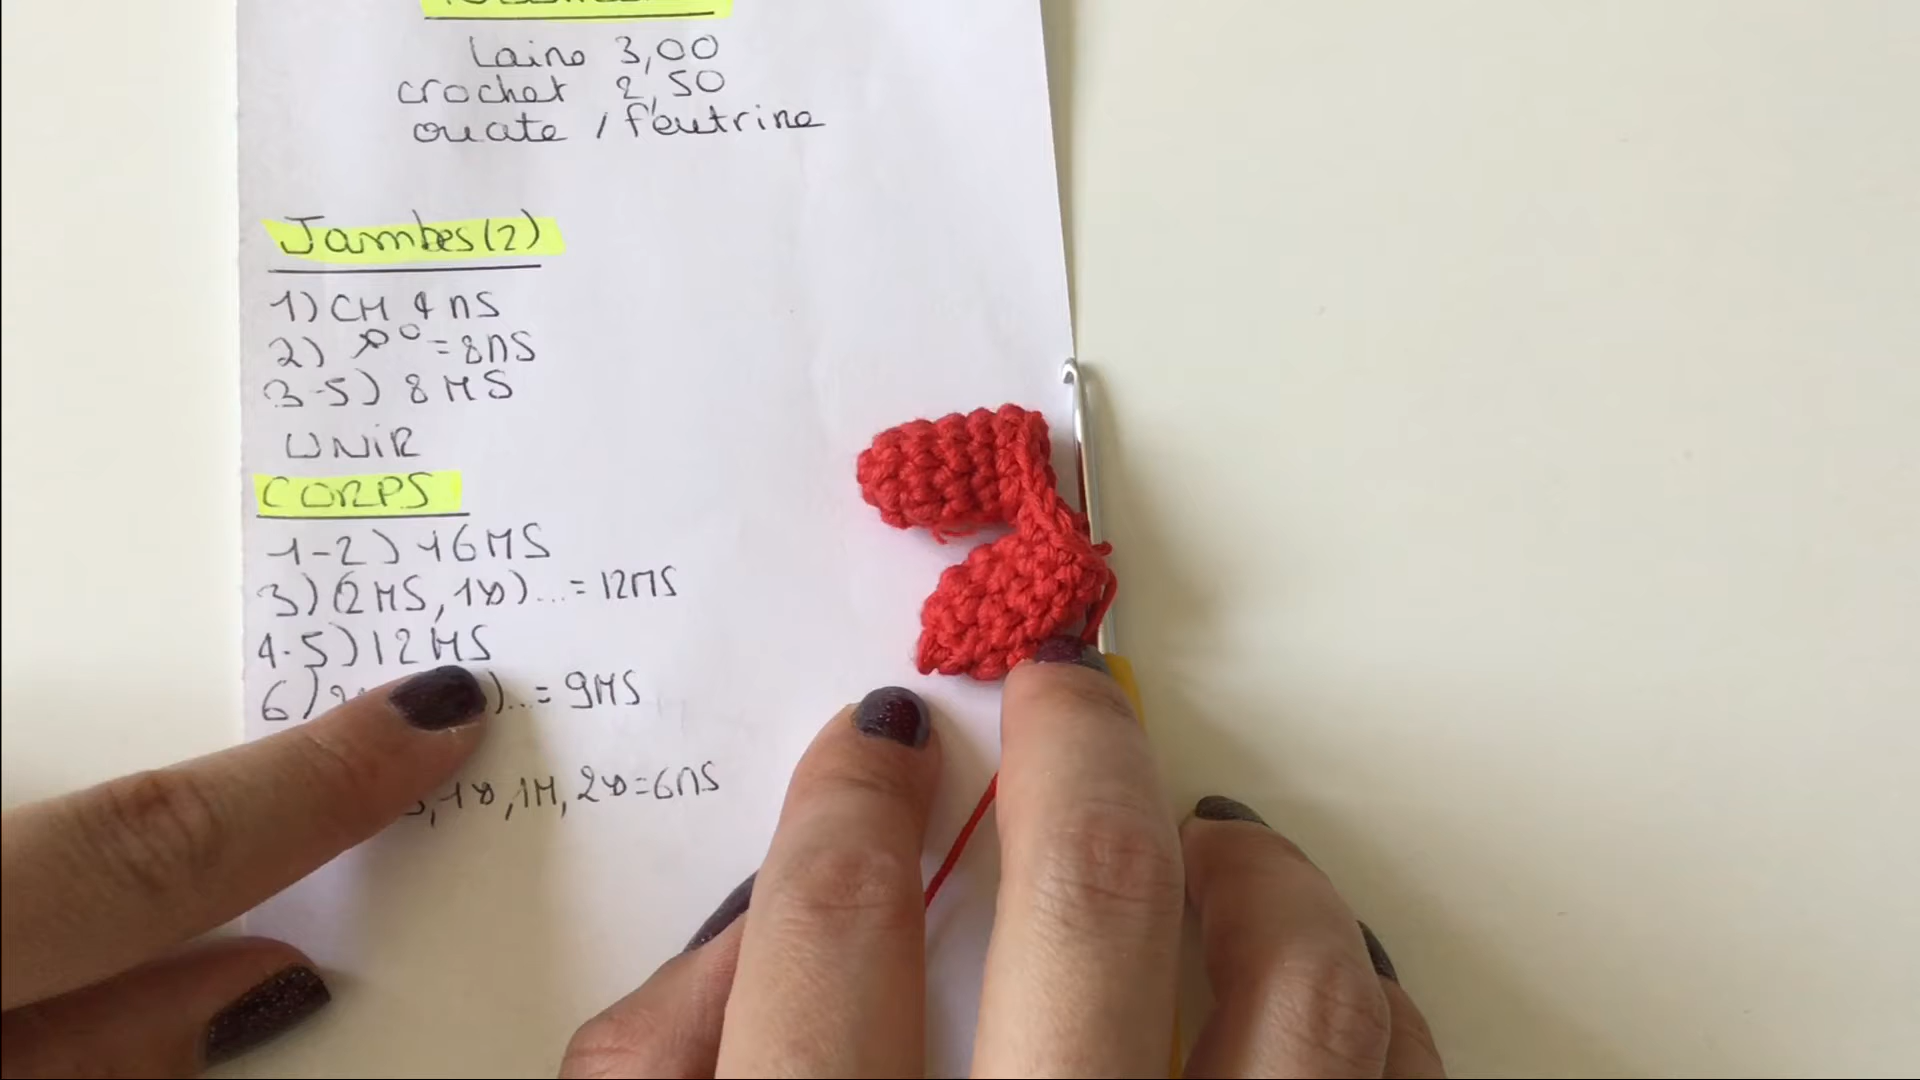 Laine 3,00
crochet 2,50
ouate / feutrine
Jambes (2)
1) CM 4 MS
2) = 8 MS
3-5) 8 MS
UNIR
CORPS
1-2) 16 MS
3) (2 MS, 1 )... = 12 MS
4-5) 12 MS
6) )... = 9 MS
, 1 , 1M, 2 = 6 MS